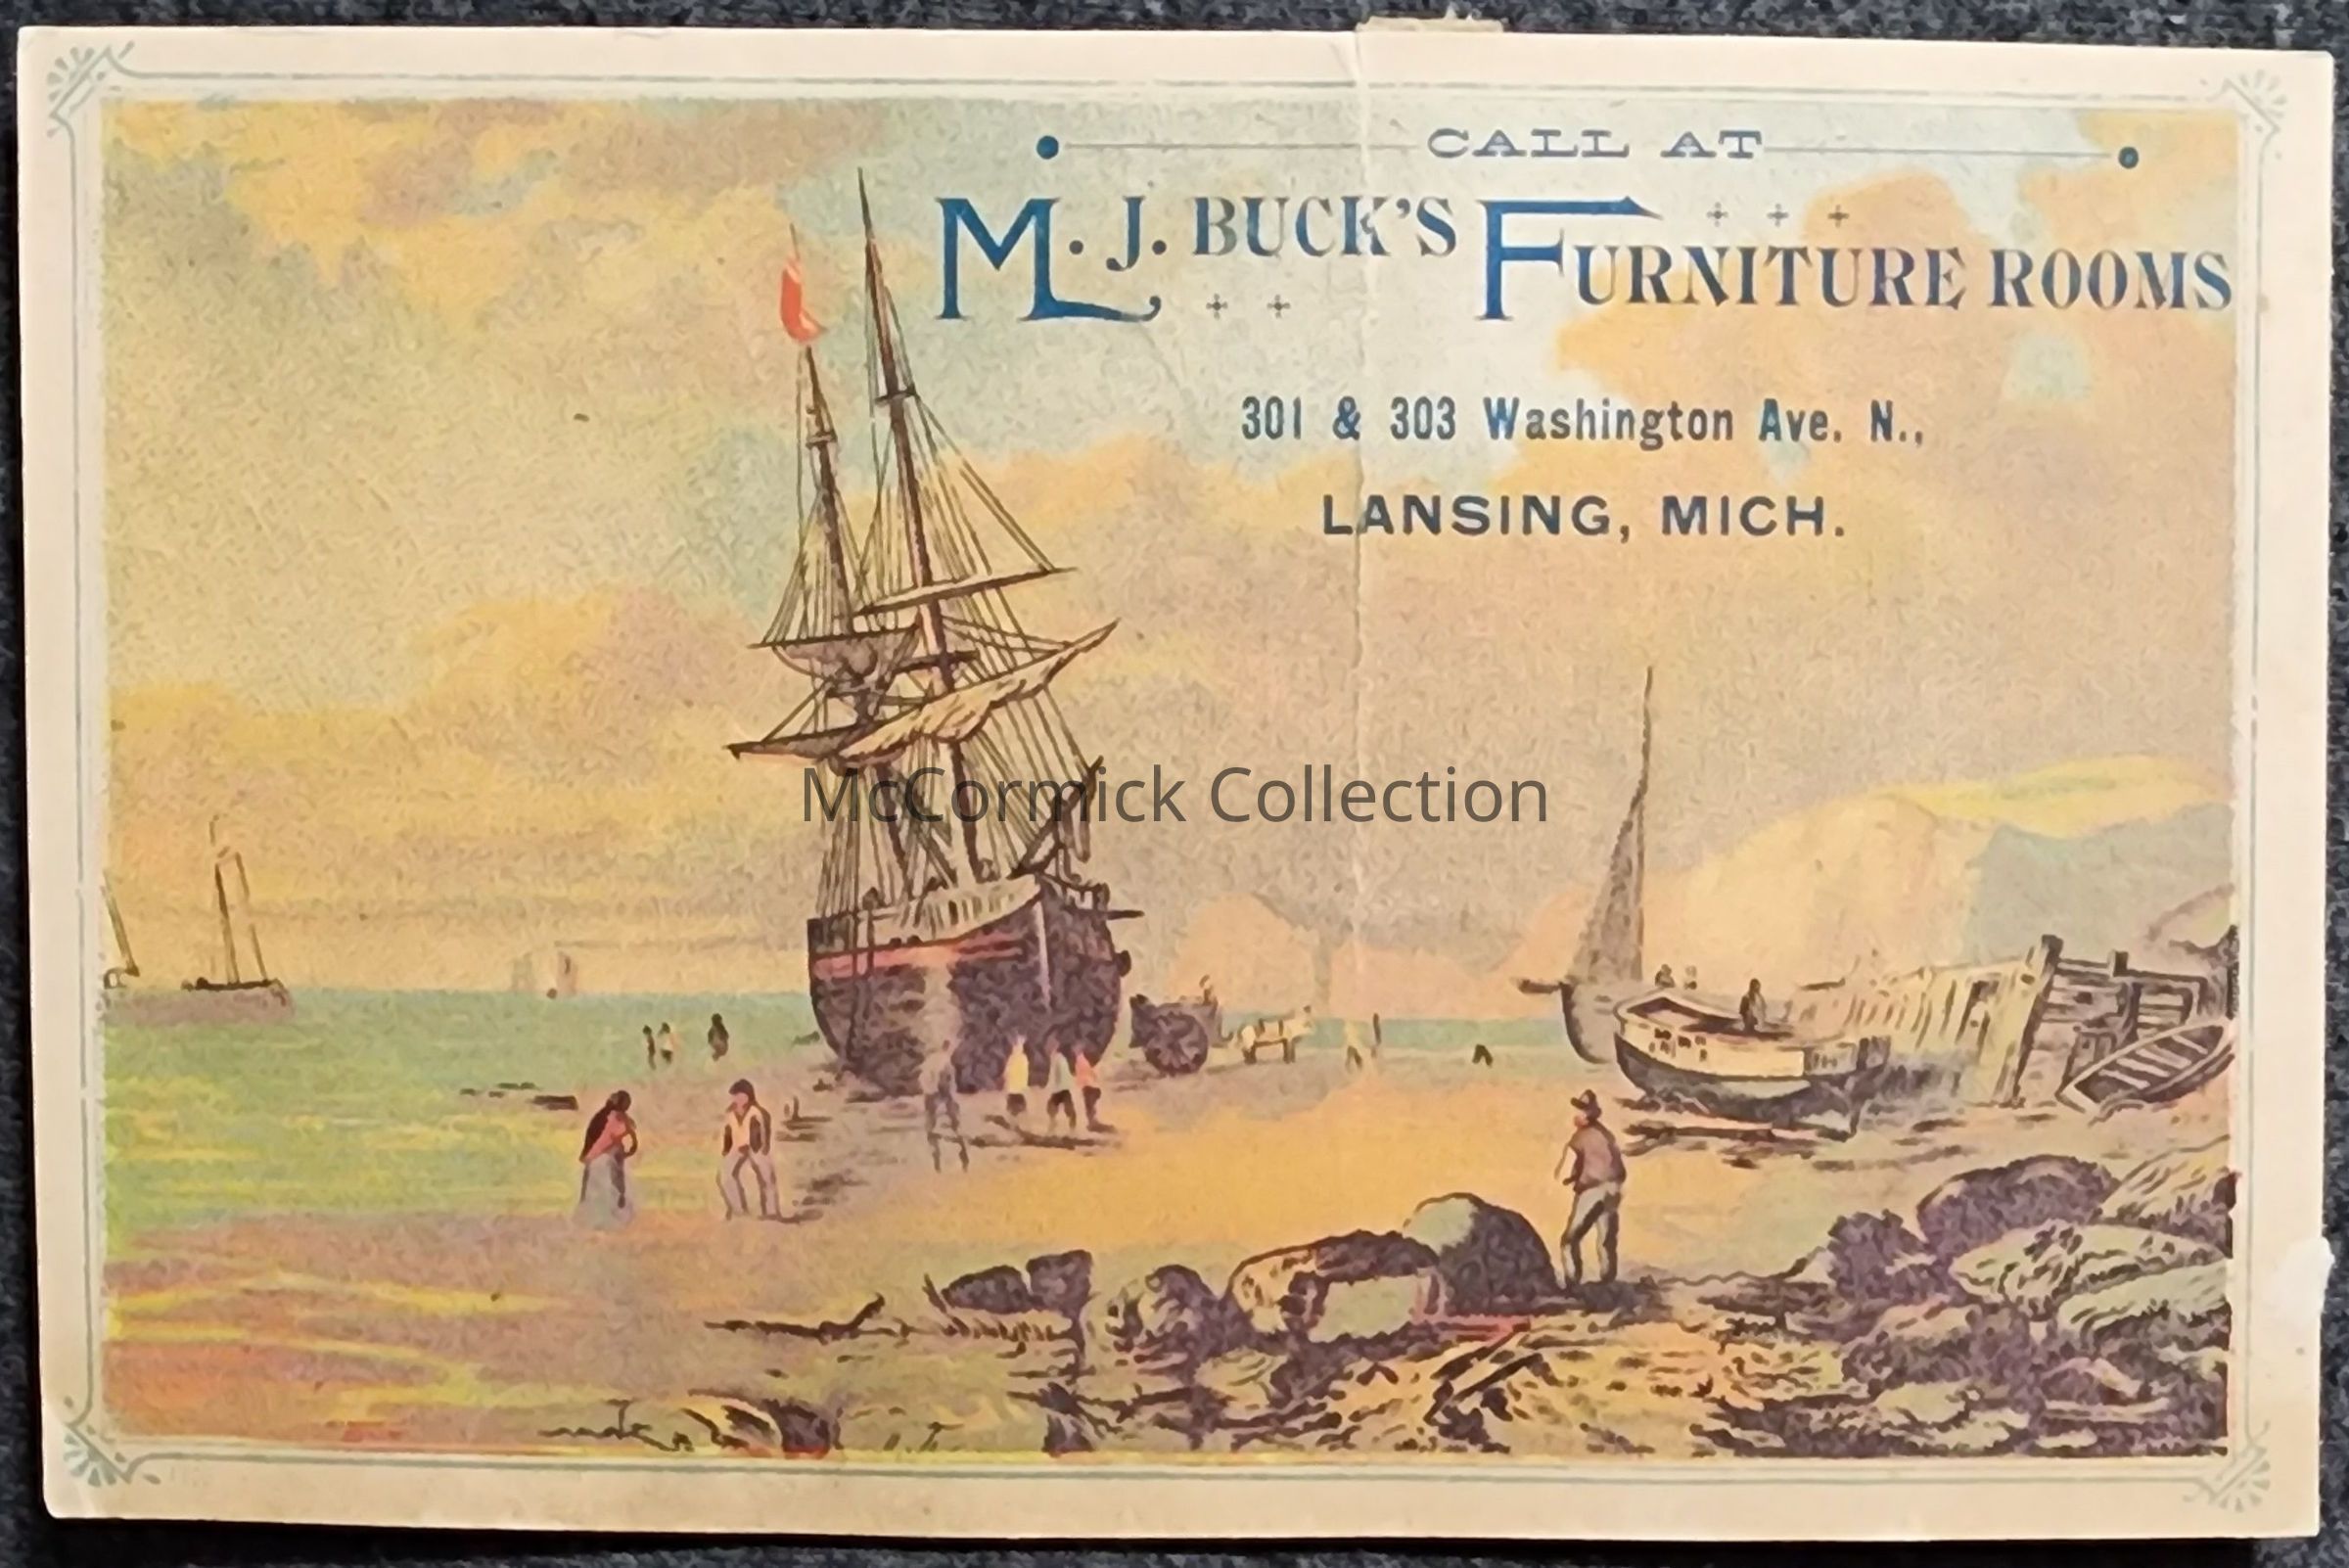 CALL AT
M. J. BUCK'S FURNITURE ROOMS
301 & 303 Washington Ave. N.,
LANSING, MICH.
McCormick Collection